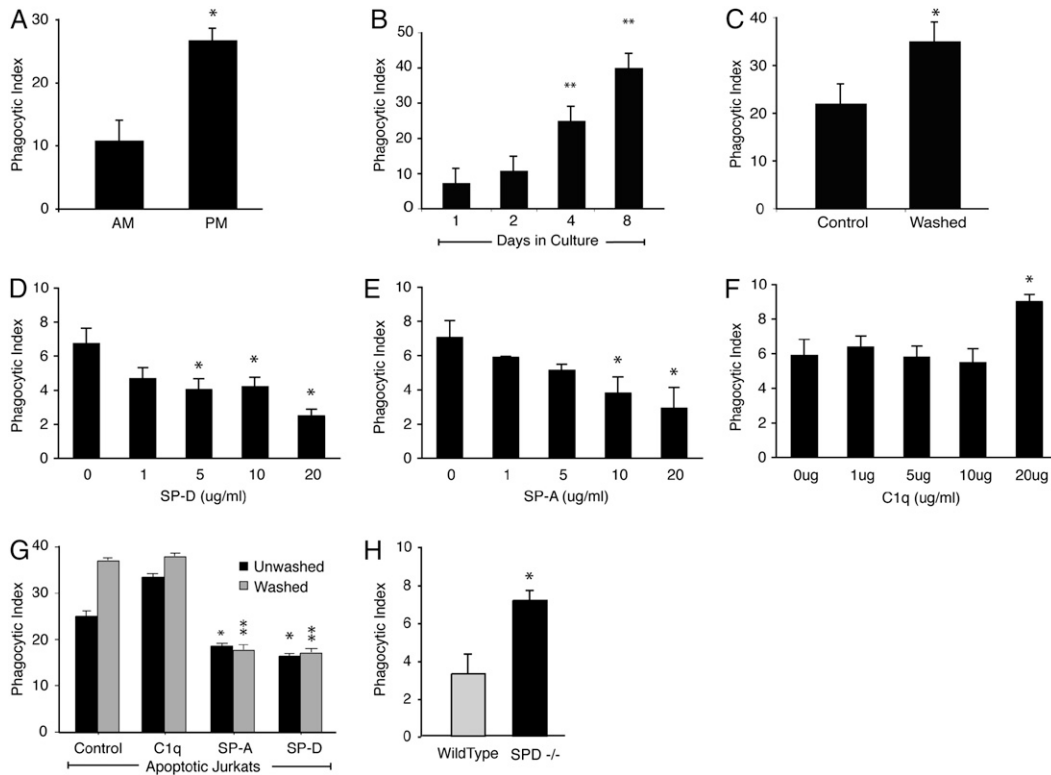 A
Phagocytic Index
30
20
10
0
*
AM PM
B
Phagocytic Index
50
40
30
20
10
0
**
**
1 2 4 8
Days in Culture
C
Phagocytic Index
40
30
20
10
0
*
Control Washed
D
Phagocytic Index
8
6
4
2
0
* * *
0 1 5 10 20
SP-D (ug/ml)
E
Phagocytic Index
8
6
4
2
0
* *
0 1 5 10 20
SP-A (ug/ml)
F
Phagocytic Index
10
8
6
4
2
0
*
0ug 1ug 5ug 10ug 20ug
C1q (ug/ml)
G
Phagocytic Index
40
30
20
10
0
Unwashed
Washed
* ** * **
Control C1q SP-A SP-D
Apoptotic Jurkats
H
Phagocytic Index
8
6
4
2
0
*
WildType SPD -/-